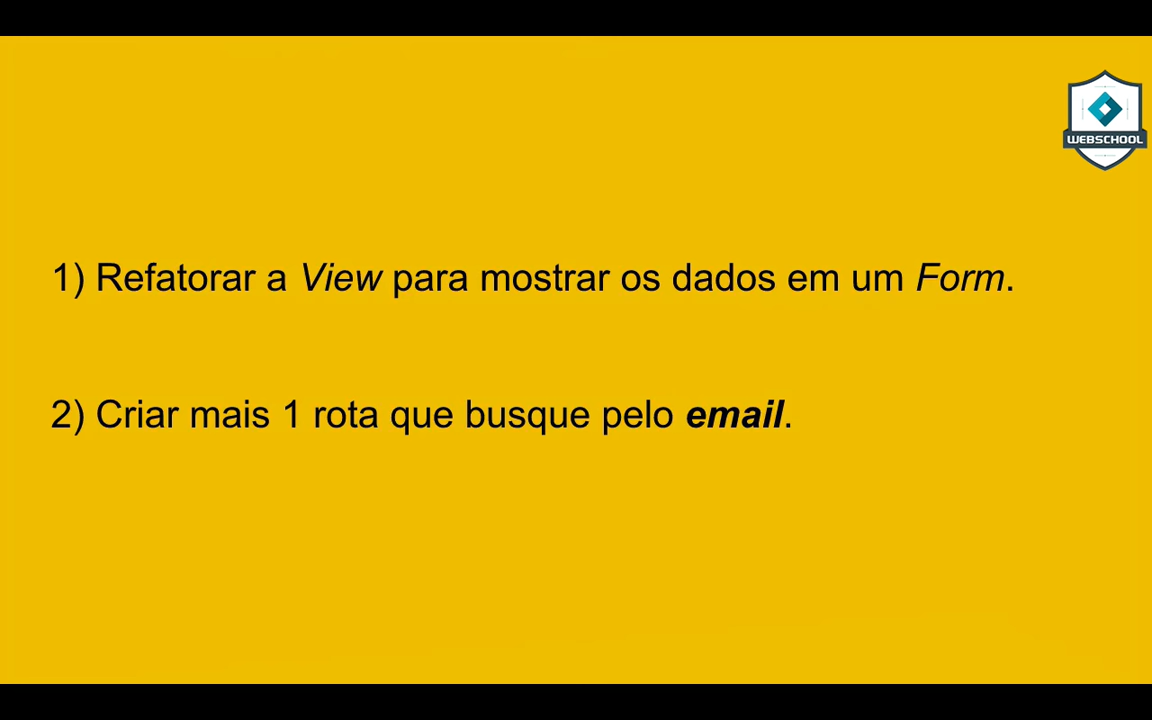 WEBSCHOOL
1) Refatorar a View para mostrar os dados em um Form.
2) Criar mais 1 rota que busque pelo email.